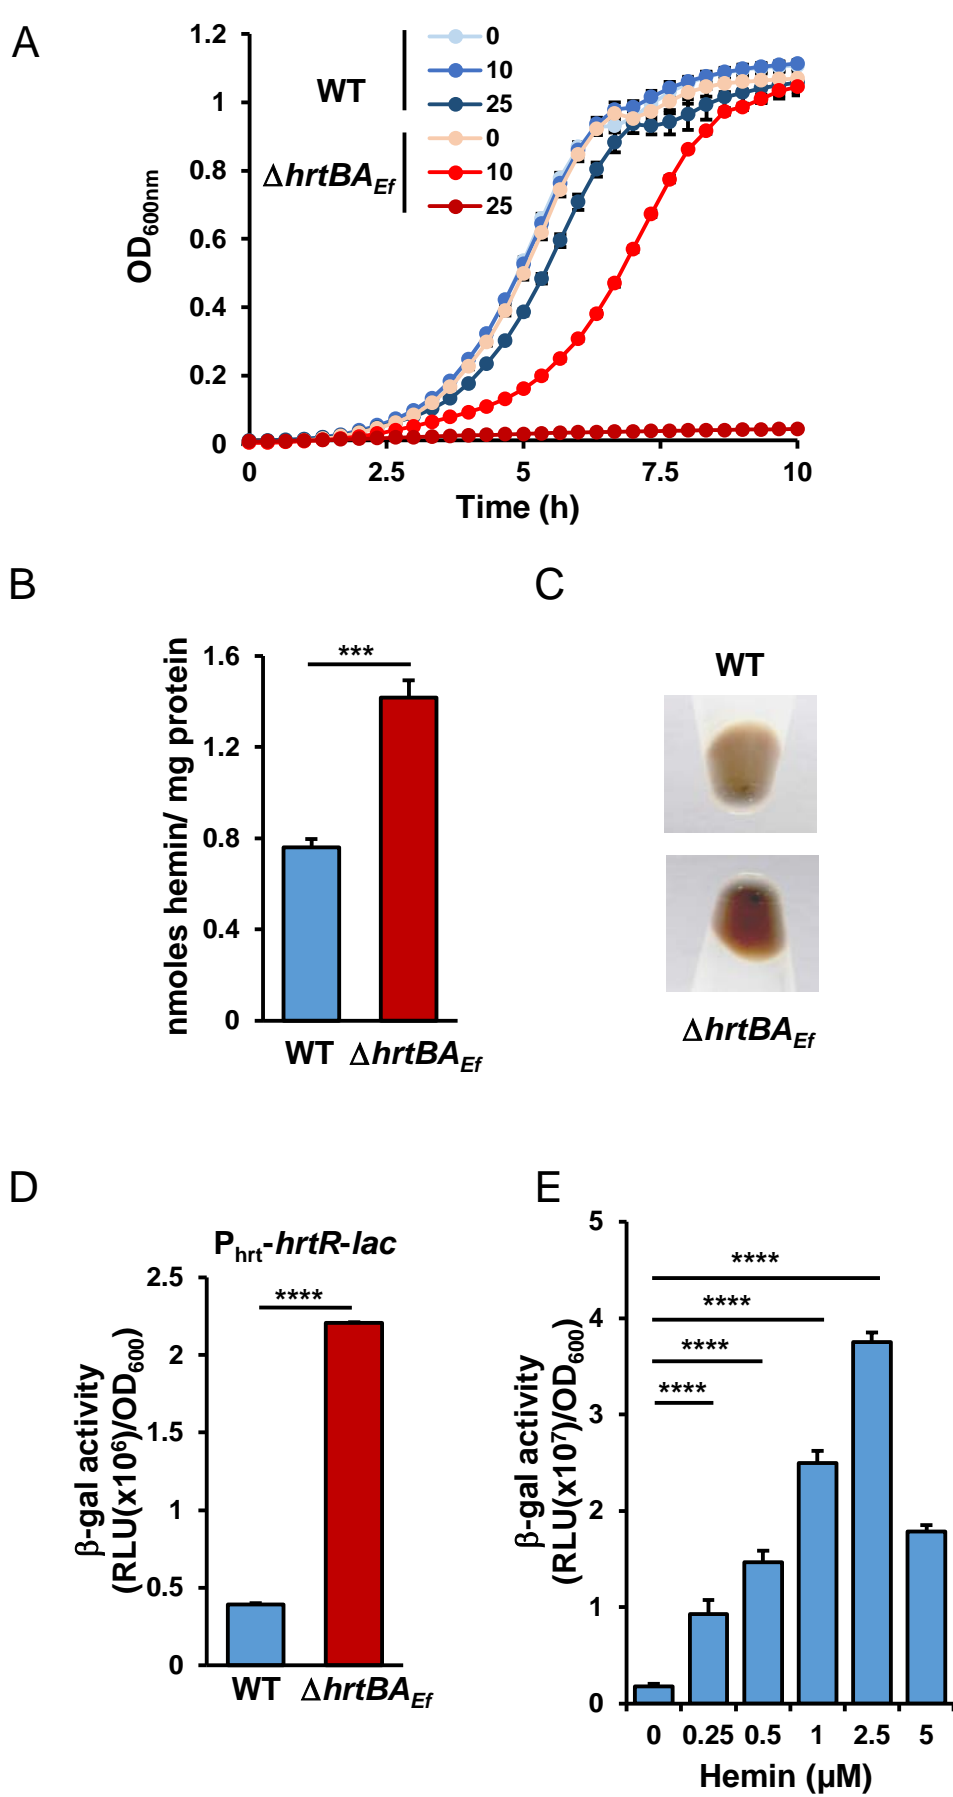 A
1.2
1
0.8
0.6
0.4
0.2
0
OD600nm
WT
0
10
25
ΔhrtBAEf
0
10
25
0 2.5 5 7.5 10
Time (h)
B
1.6
1.2
0.8
0.4
0
nmoles hemin/ mg protein
***
WT ΔhrtBAEf
C
WT
ΔhrtBAEf
D
Phrt-hrtR-lac
2.5
2
1.5
1
0.5
0
β-gal activity
(RLU(x10⁶)/OD600)
****
WT ΔhrtBAEf
E
5
4
3
2
1
0
β-gal activity
(RLU(x10⁷)/OD600)
****
****
****
****
0 0.25 0.5 1 2.5 5
Hemin (µM)